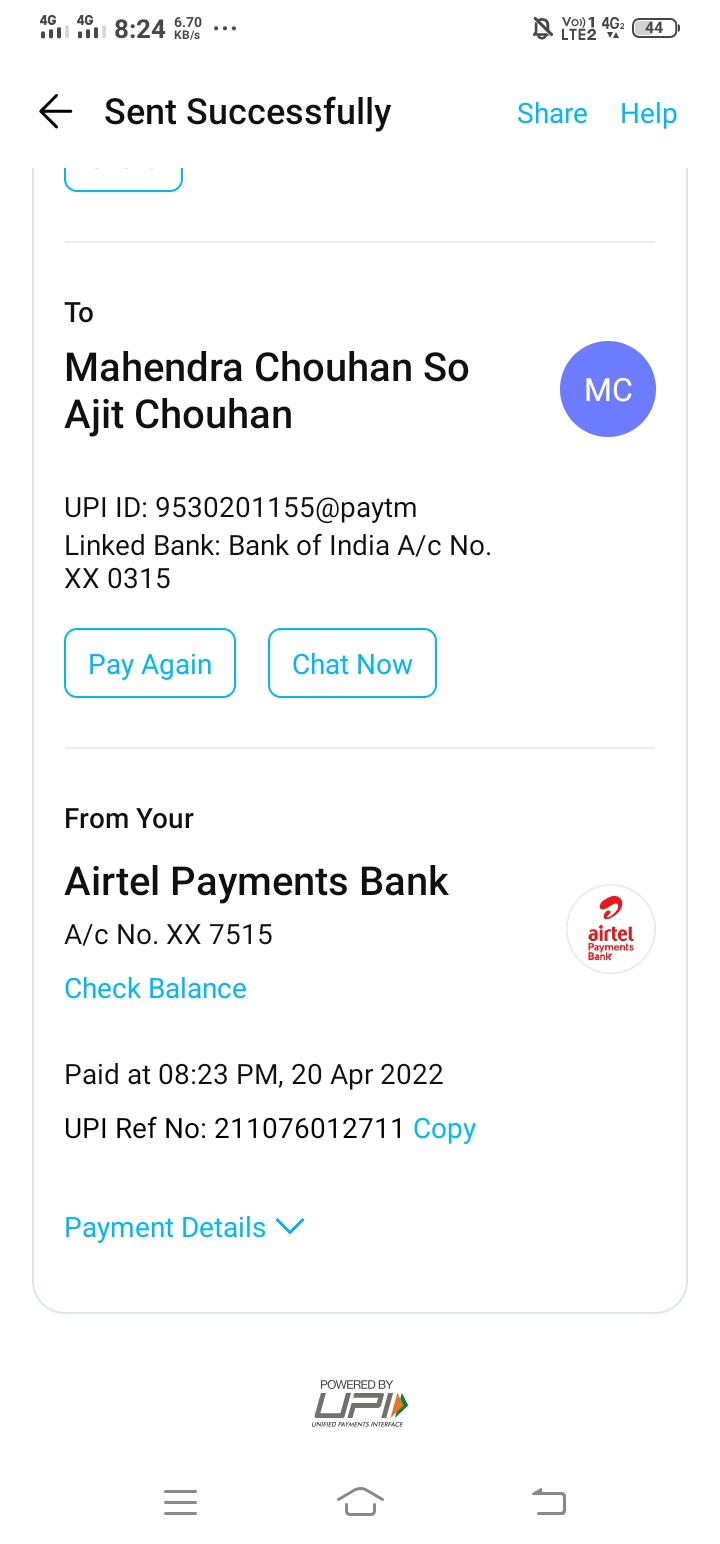 4G 4G 8:24 6.70 KB/s ... Vo)) 1 LTE2 4G2 44
Sent Successfully Share Help
To
Mahendra Chouhan So
Ajit Chouhan
MC
UPI ID: 9530201155@paytm
Linked Bank: Bank of India A/c No.
XX 0315
Pay Again Chat Now
From Your
Airtel Payments Bank
A/c No. XX 7515
airtel
Payments
Bank
Check Balance
Paid at 08:23 PM, 20 Apr 2022
UPI Ref No: 211076012711 Copy
Payment Details
POWERED BY
UPI
UNIFIED PAYMENTS INTERFACE